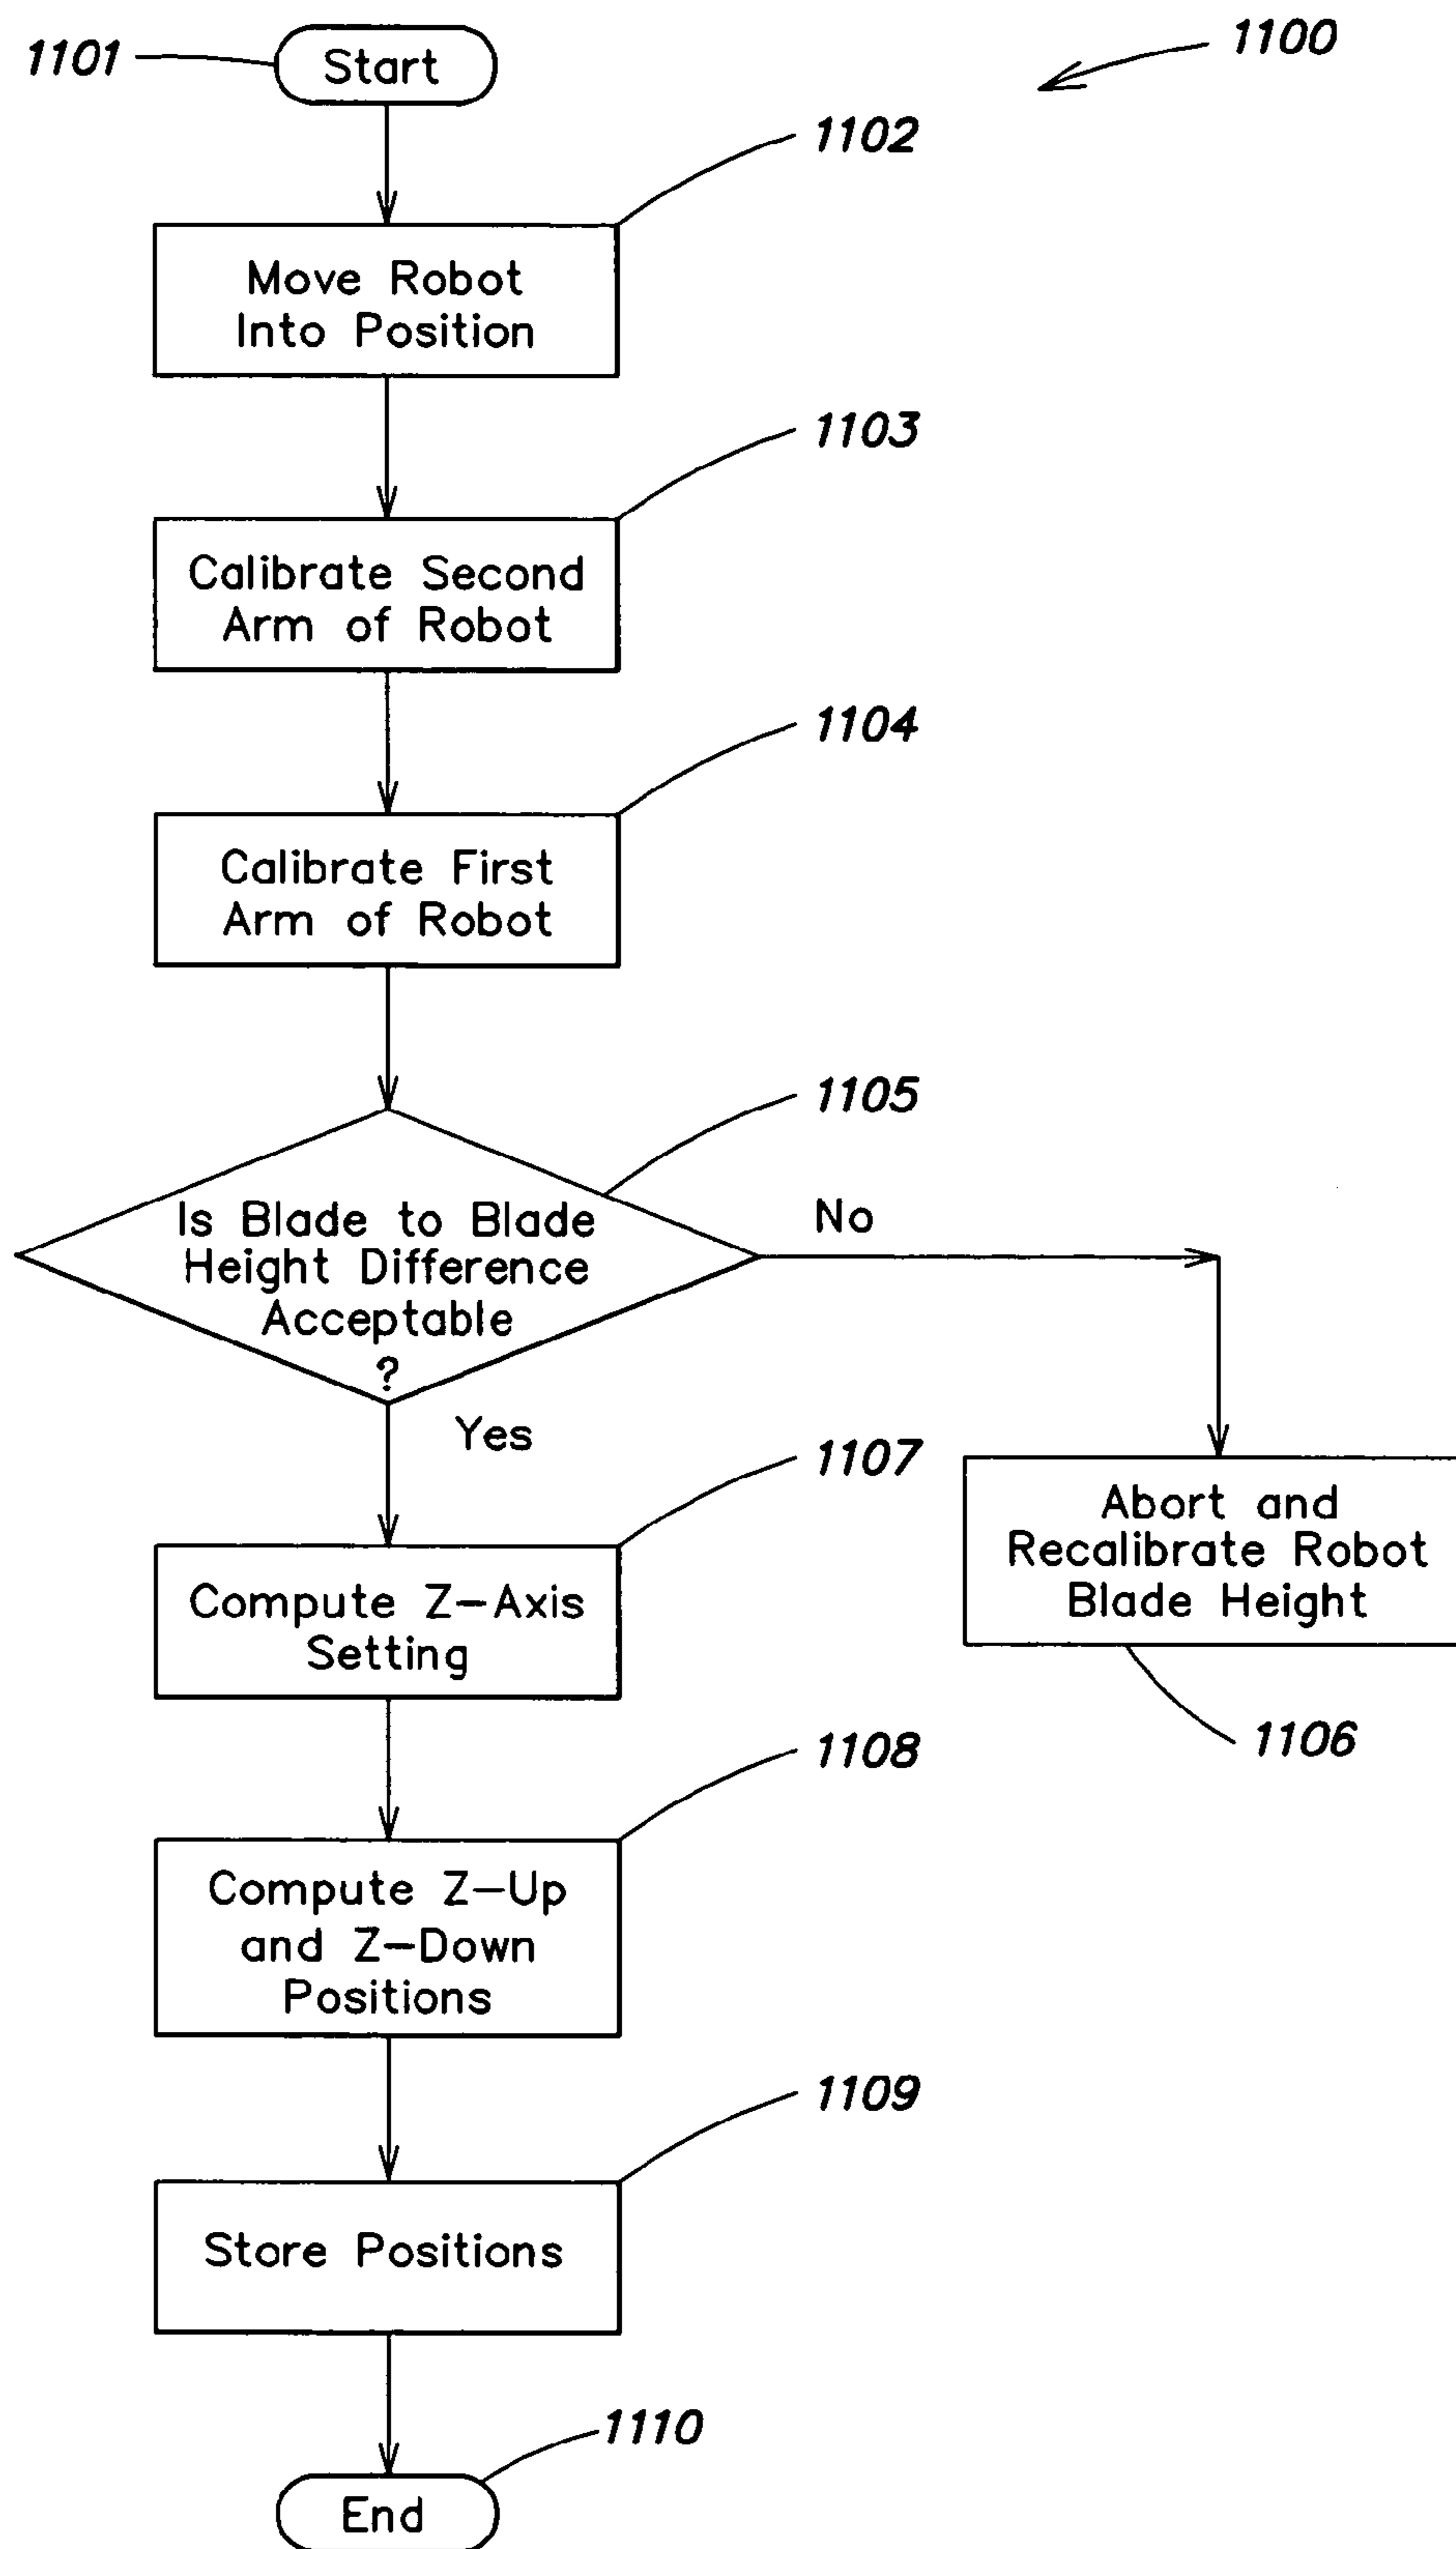 1100
1101
Start
1102
Move Robot
Into Position
1103
Calibrate Second
Arm of Robot
1104
Calibrate First
Arm of Robot
1105
Is Blade to Blade
Height Difference
Acceptable
?
No
Yes
1107
Abort and
Recalibrate Robot
Blade Height
1106
Compute Z-Axis
Setting
1108
Compute Z-Up
and Z-Down
Positions
1109
Store Positions
1110
End